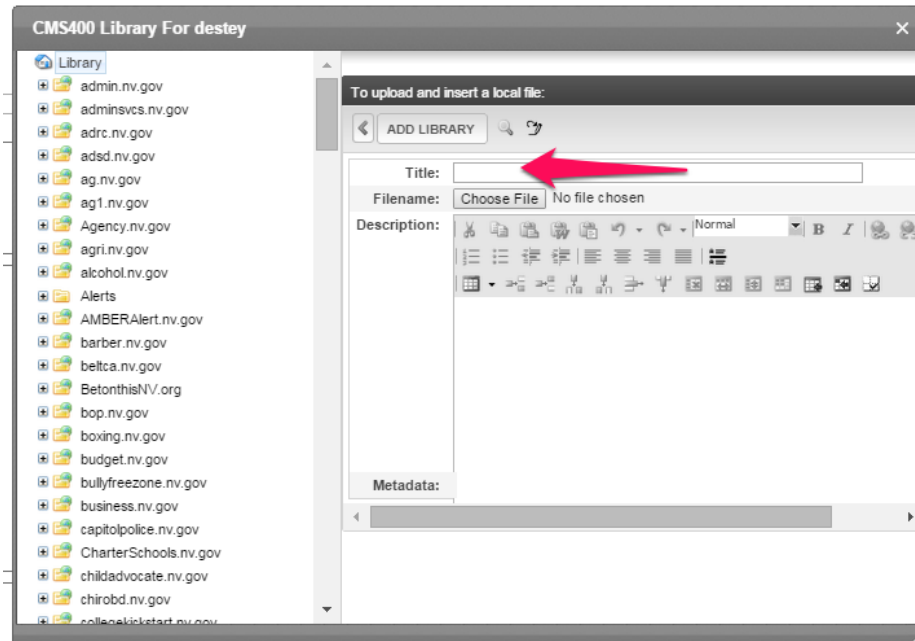 CMS400 Library For destey
Library
admin.nv.gov
adminsvcs.nv.gov
adrc.nv.gov
adsd.nv.gov
ag.nv.gov
ag1.nv.gov
Agency.nv.gov
agri.nv.gov
alcohol.nv.gov
Alerts
AMBERAlert.nv.gov
barber.nv.gov
beltca.nv.gov
BetonthisNV.org
bop.nv.gov
boxing.nv.gov
budget.nv.gov
bullyfreezone.nv.gov
business.nv.gov
capitolpolice.nv.gov
CharterSchools.nv.gov
childadvocate.nv.gov
chirobd.nv.gov
collegekickstart.nv.gov
To upload and insert a local file:
ADD LIBRARY
Title:
Filename: Choose File No file chosen
Description: Normal B I
Metadata: